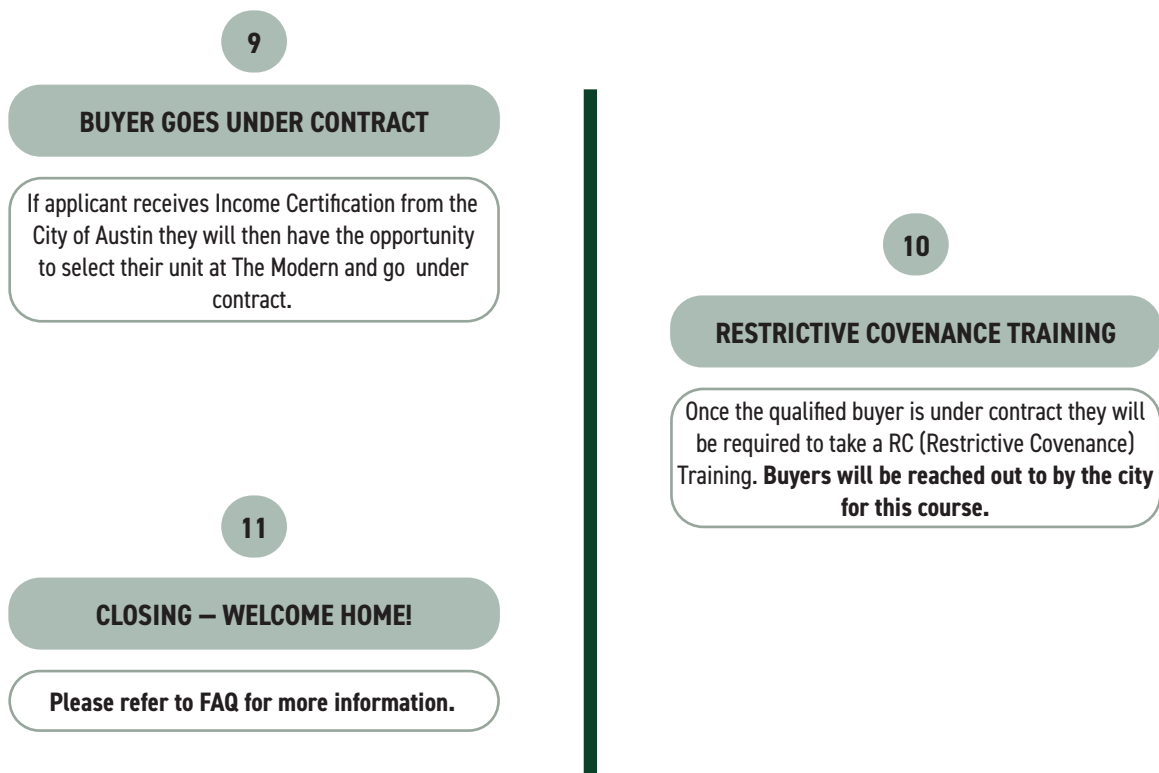 9
BUYER GOES UNDER CONTRACT
If applicant receives Income Certification from the
City of Austin they will then have the opportunity
to select their unit at The Modern and go under
contract.
10
RESTRICTIVE COVENANCE TRAINING
Once the qualified buyer is under contract they will
be required to take a RC (Restrictive Covenance)
Training. Buyers will be reached out to by the city
for this course.
11
CLOSING – WELCOME HOME!
Please refer to FAQ for more information.